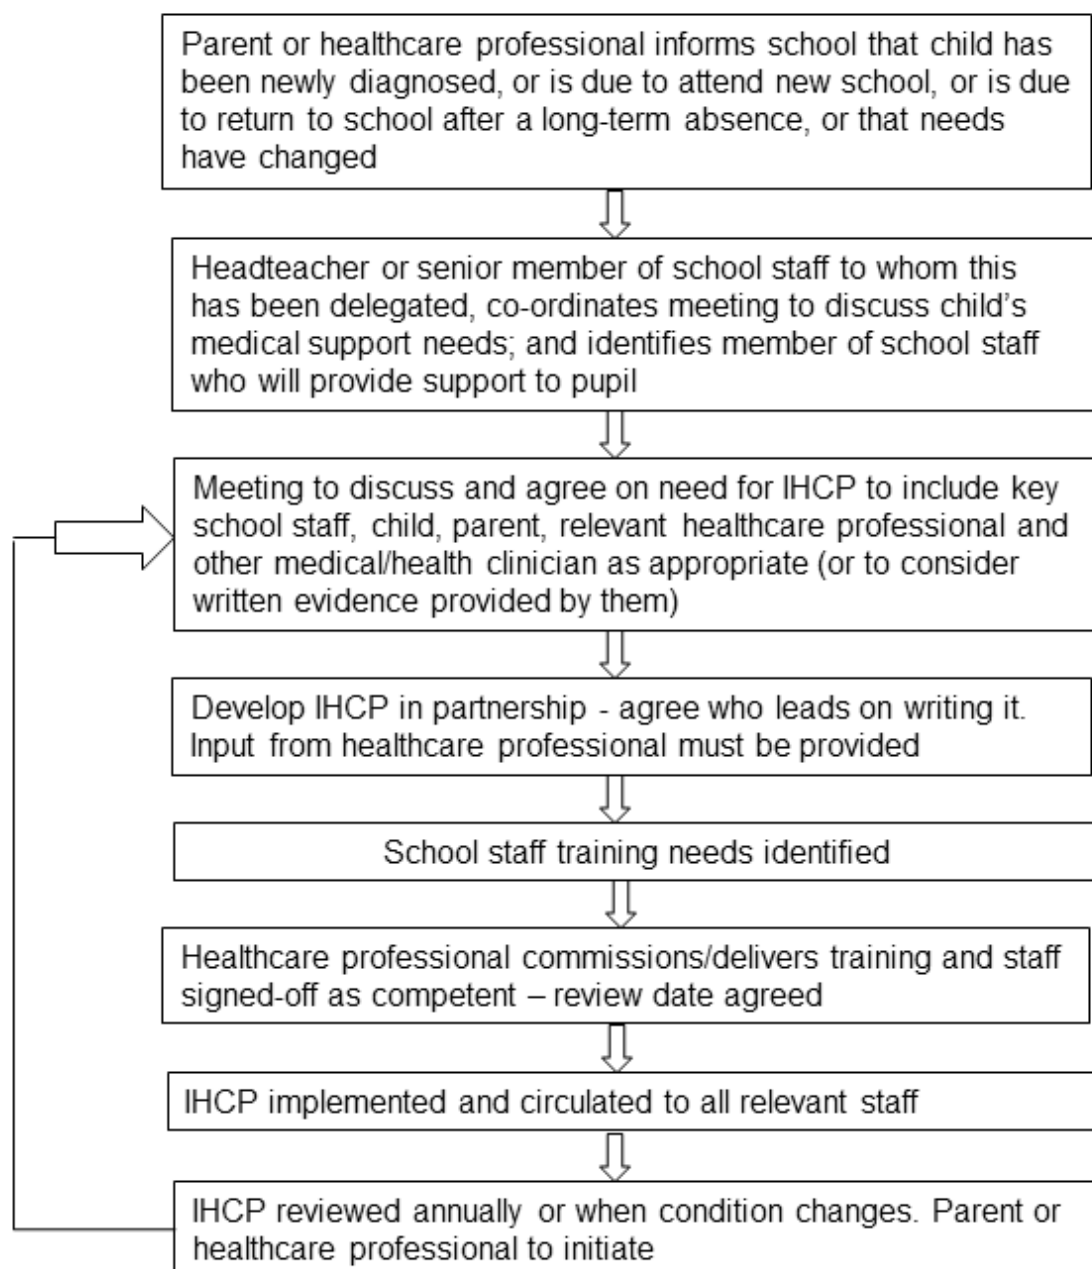 Parent or healthcare professional informs school that child has
been newly diagnosed, or is due to attend new school, or is due
to return to school after a long-term absence, or that needs
have changed
Headteacher or senior member of school staff to whom this
has been delegated, co-ordinates meeting to discuss child's
medical support needs; and identifies member of school staff
who will provide support to pupil
Meeting to discuss and agree on need for IHCP to include key
school staff, child, parent, relevant healthcare professional and
other medical/health clinician as appropriate (or to consider
written evidence provided by them)
Develop IHCP in partnership - agree who leads on writing it.
Input from healthcare professional must be provided
School staff training needs identified
Healthcare professional commissions/delivers training and staff
signed-off as competent – review date agreed
IHCP implemented and circulated to all relevant staff
IHCP reviewed annually or when condition changes. Parent or
healthcare professional to initiate